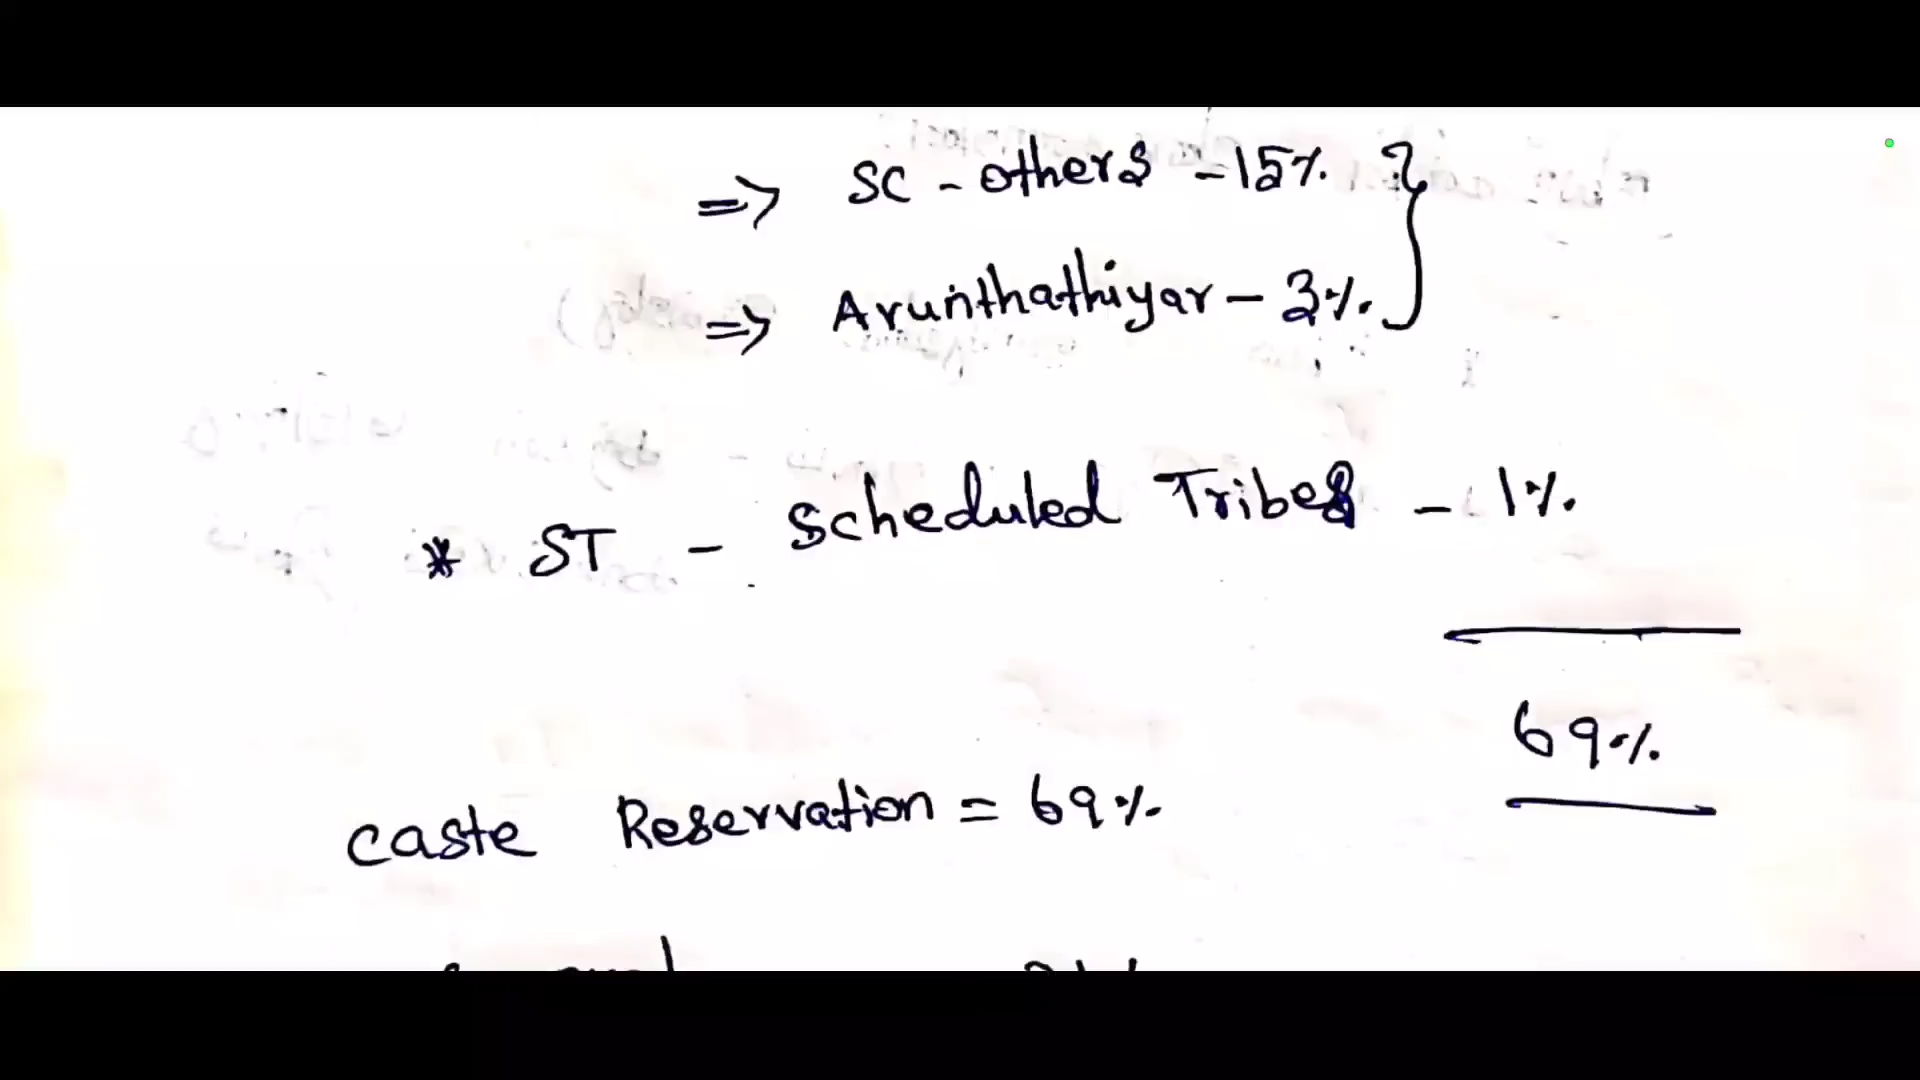 => SC - others - 15%
=> Arunthathiyar - 3%
* ST - Scheduled Tribes - 1%
69%
Caste Reservation = 69%